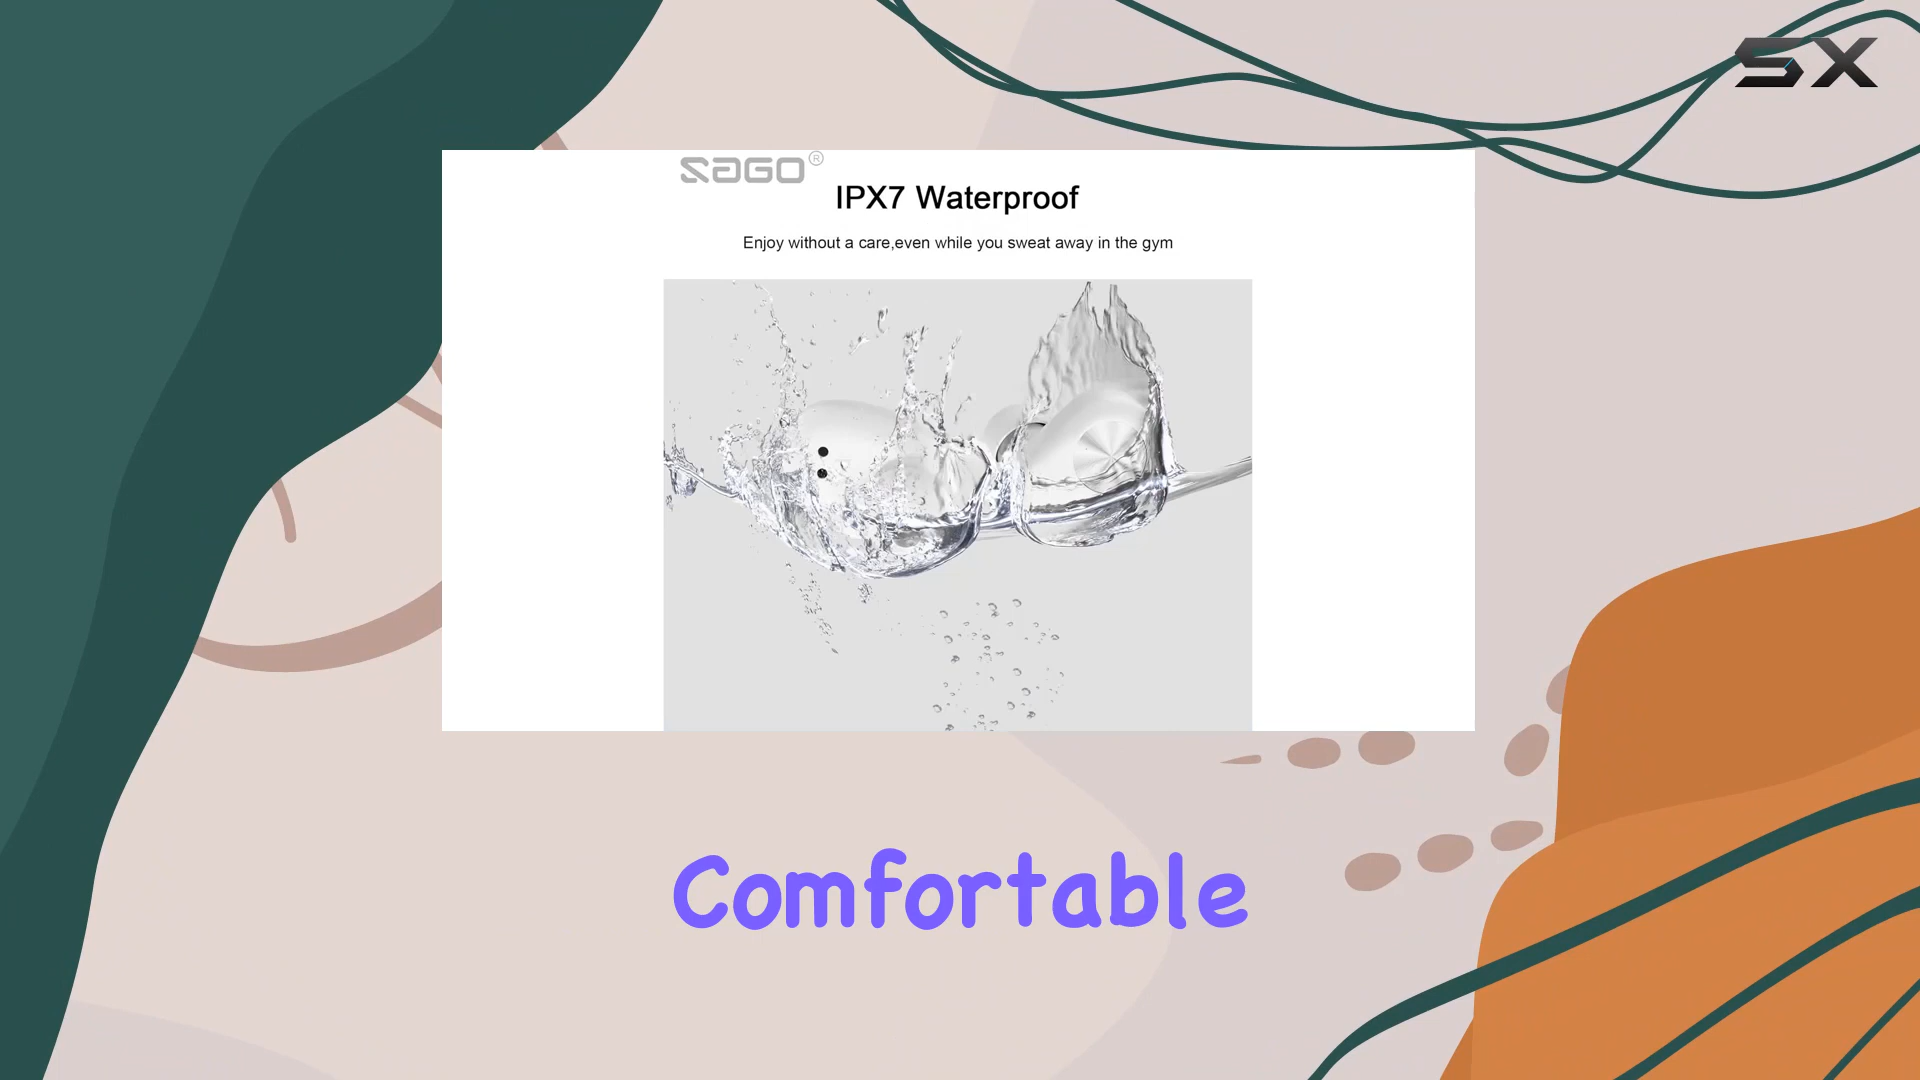 SX
SAGO®
IPX7 Waterproof
Enjoy without a care,even while you sweat away in the gym
Comfortable